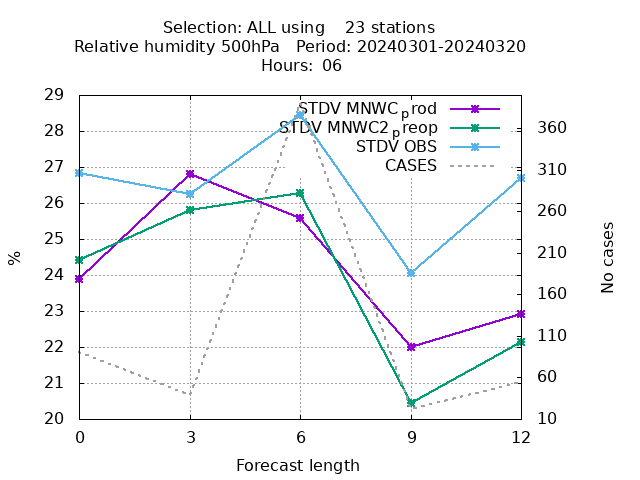 Selection: ALL using    23 stations
Relative humidity 500hPa   Period: 20240301-20240320
Hours:  06
STDV MNWC_prod
STDV MNWC2_preop
STDV OBS
CASES
29
28
27
26
25
24
23
22
21
20
%
360
310
260
210
160
110
60
10
No cases
0 3 6 9 12
Forecast length